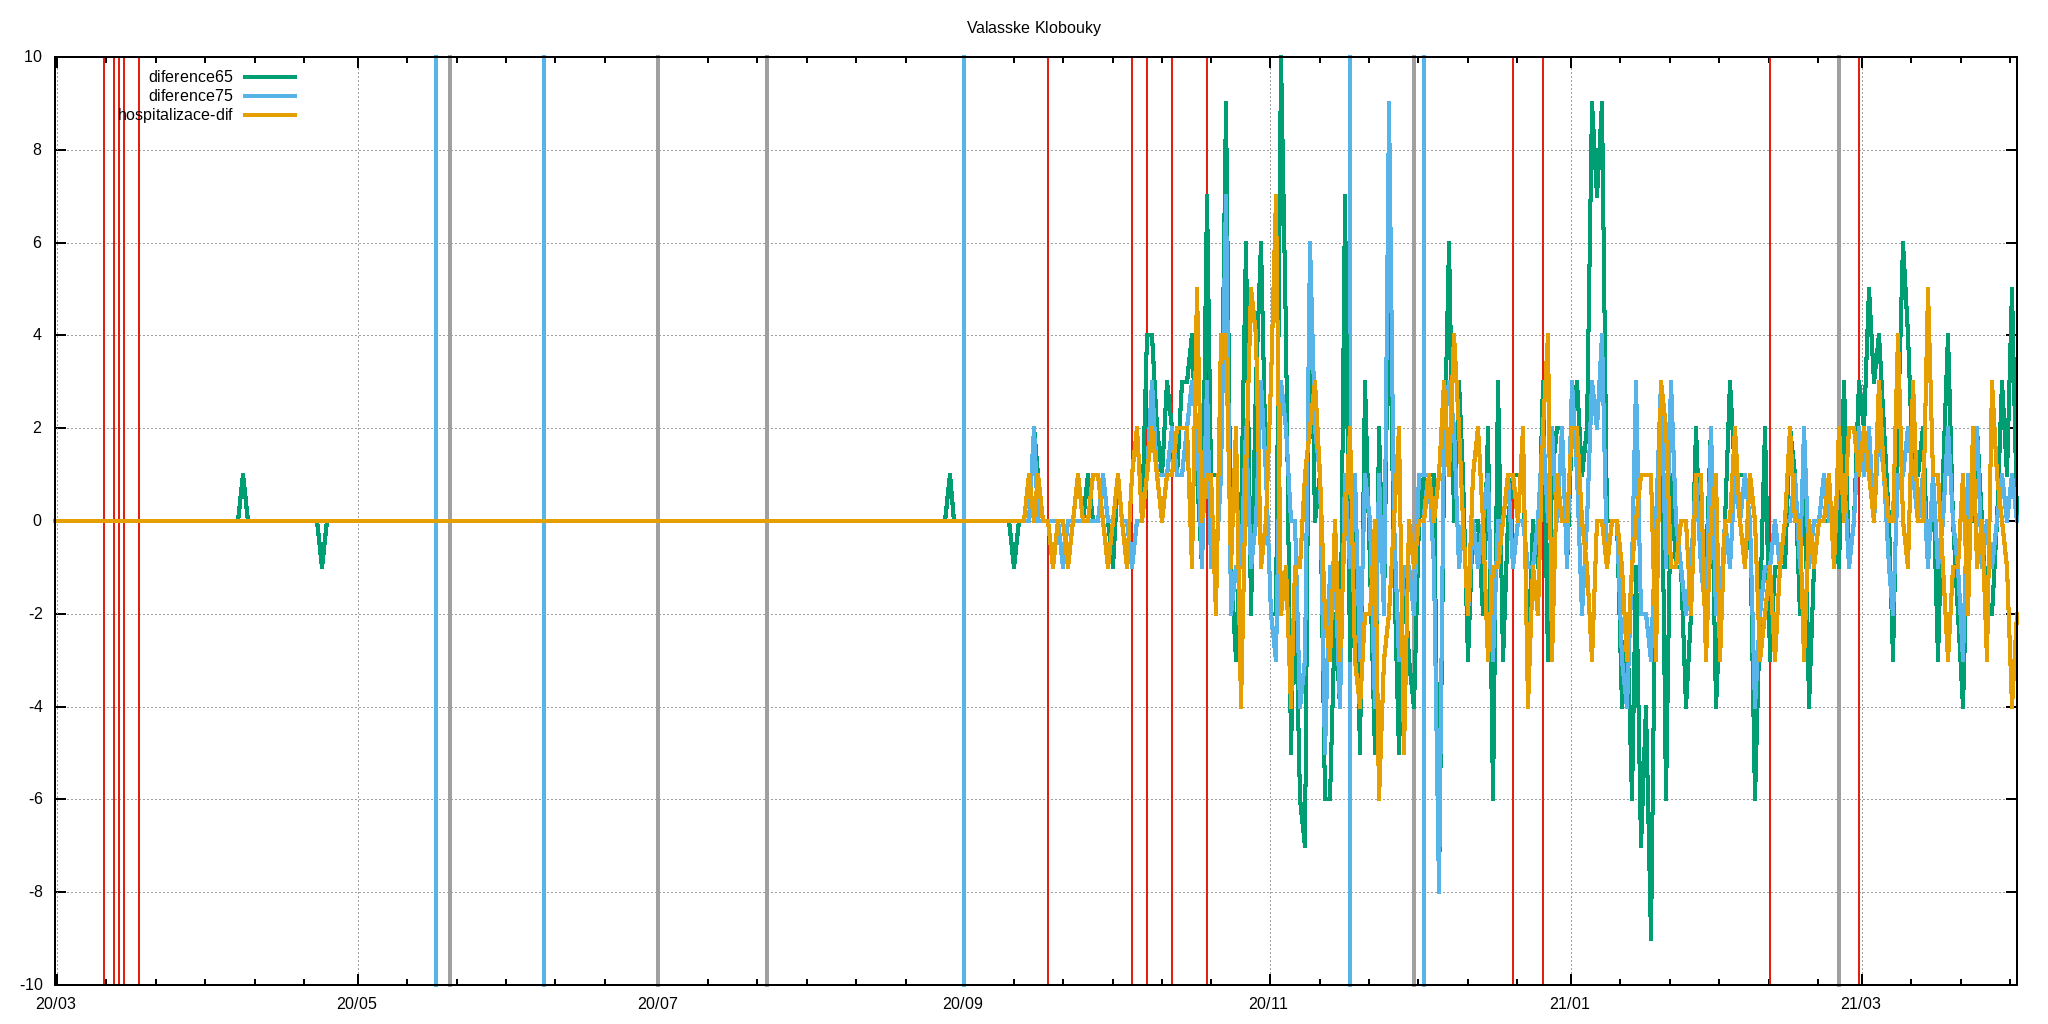 Valasske Klobouky
diference65
diference75
hospitalizace-dif
10
8
6
4
2
0
-2
-4
-6
-8
-10
20/03 20/05 20/07 20/09 20/11 21/01 21/03